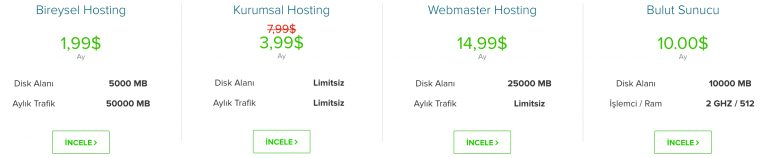 Bireysel Hosting
1,99$
Ay
Disk Alanı 5000 MB
Aylık Trafik 50000 MB
İNCELE >
Kurumsal Hosting
7,99$
3,99$
Ay
Disk Alanı Limitsiz
Aylık Trafik Limitsiz
İNCELE >
Webmaster Hosting
14,99$
Ay
Disk Alanı 25000 MB
Aylık Trafik Limitsiz
İNCELE >
Bulut Sunucu
10.00$
Ay
Disk Alanı 10000 MB
İşlemci / Ram 2 GHZ / 512
İNCELE >